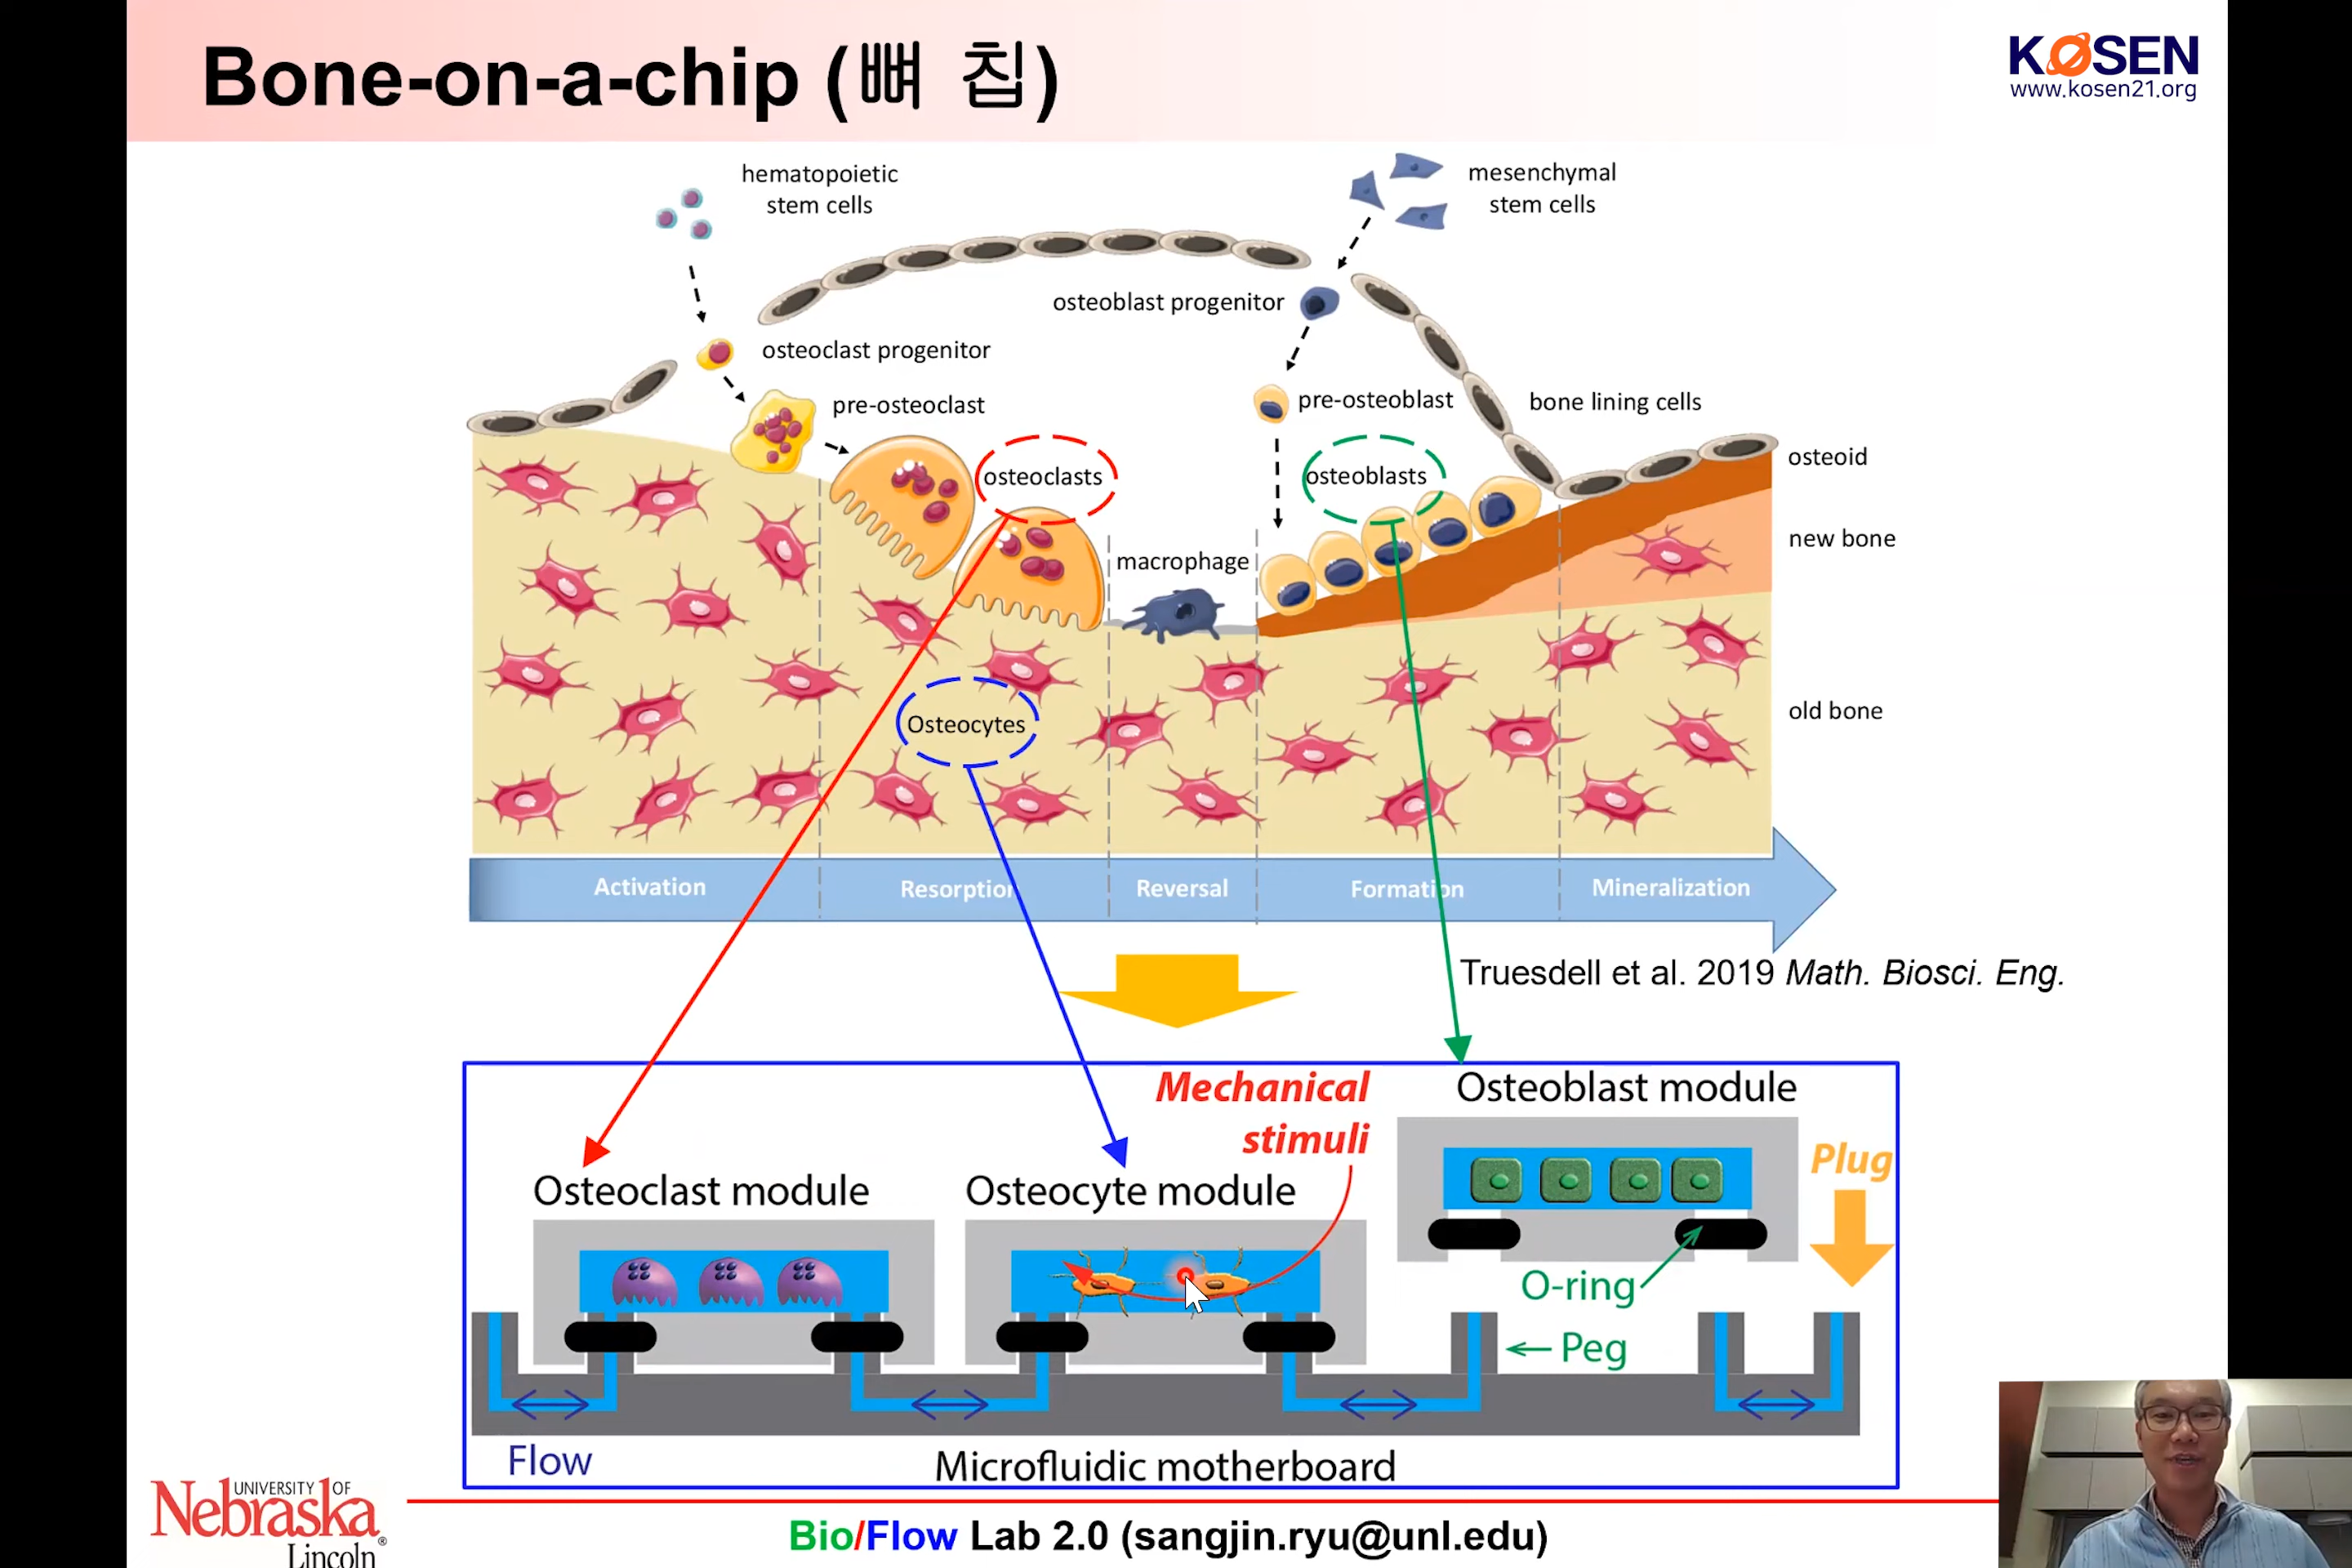 Bone-on-a-chip (뼈 칩)
KOSEN
www.kosen21.org
hematopoietic
stem cells
mesenchymal
stem cells
osteoblast progenitor
osteoclast progenitor
pre-osteoclast
pre-osteoblast
bone lining cells
osteoclasts
osteoblasts
osteoid
new bone
macrophage
Osteocytes
old bone
Activation
Resorption
Reversal
Formation
Mineralization
Truesdell et al. 2019 Math. Biosci. Eng.
Mechanical
stimuli
Osteoblast module
Plug
Osteoclast module
Osteocyte module
O-ring
Peg
Flow
Microfluidic motherboard
UNIVERSITY OF
Nebraska®
Lincoln
Bio/Flow Lab 2.0 (sangjin.ryu@unl.edu)